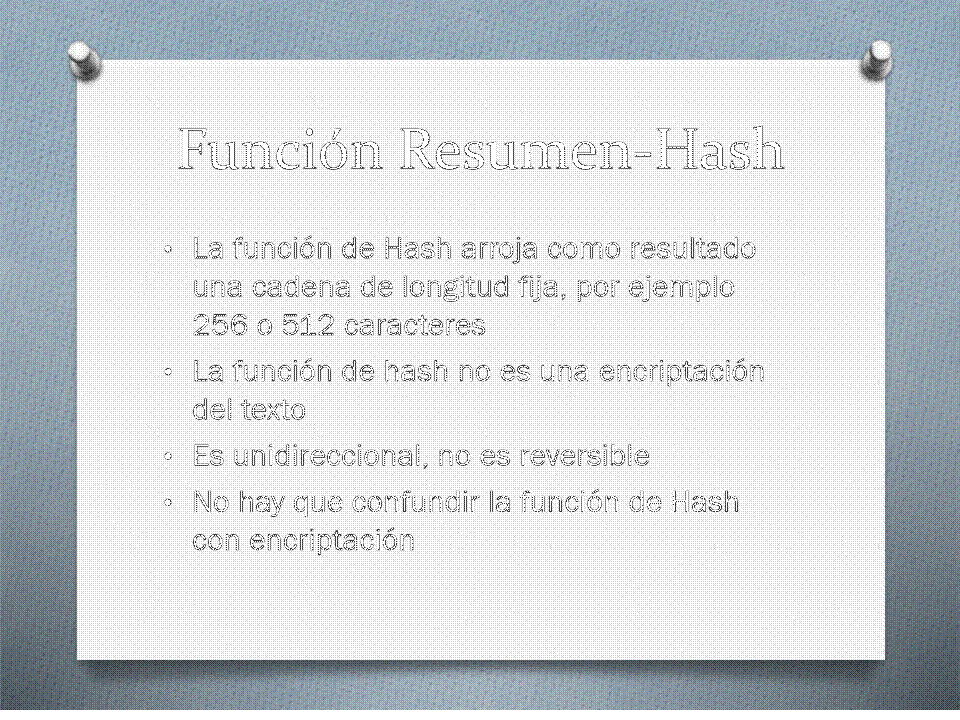 Función Resumen-Hash
• La función de Hash arroja como resultado
una cadena de longitud fija, por ejemplo
256 o 512 caracteres
• La función de hash no es una encriptación
del texto
• Es unidireccional, no es reversible
• No hay que confundir la función de Hash
con encriptación